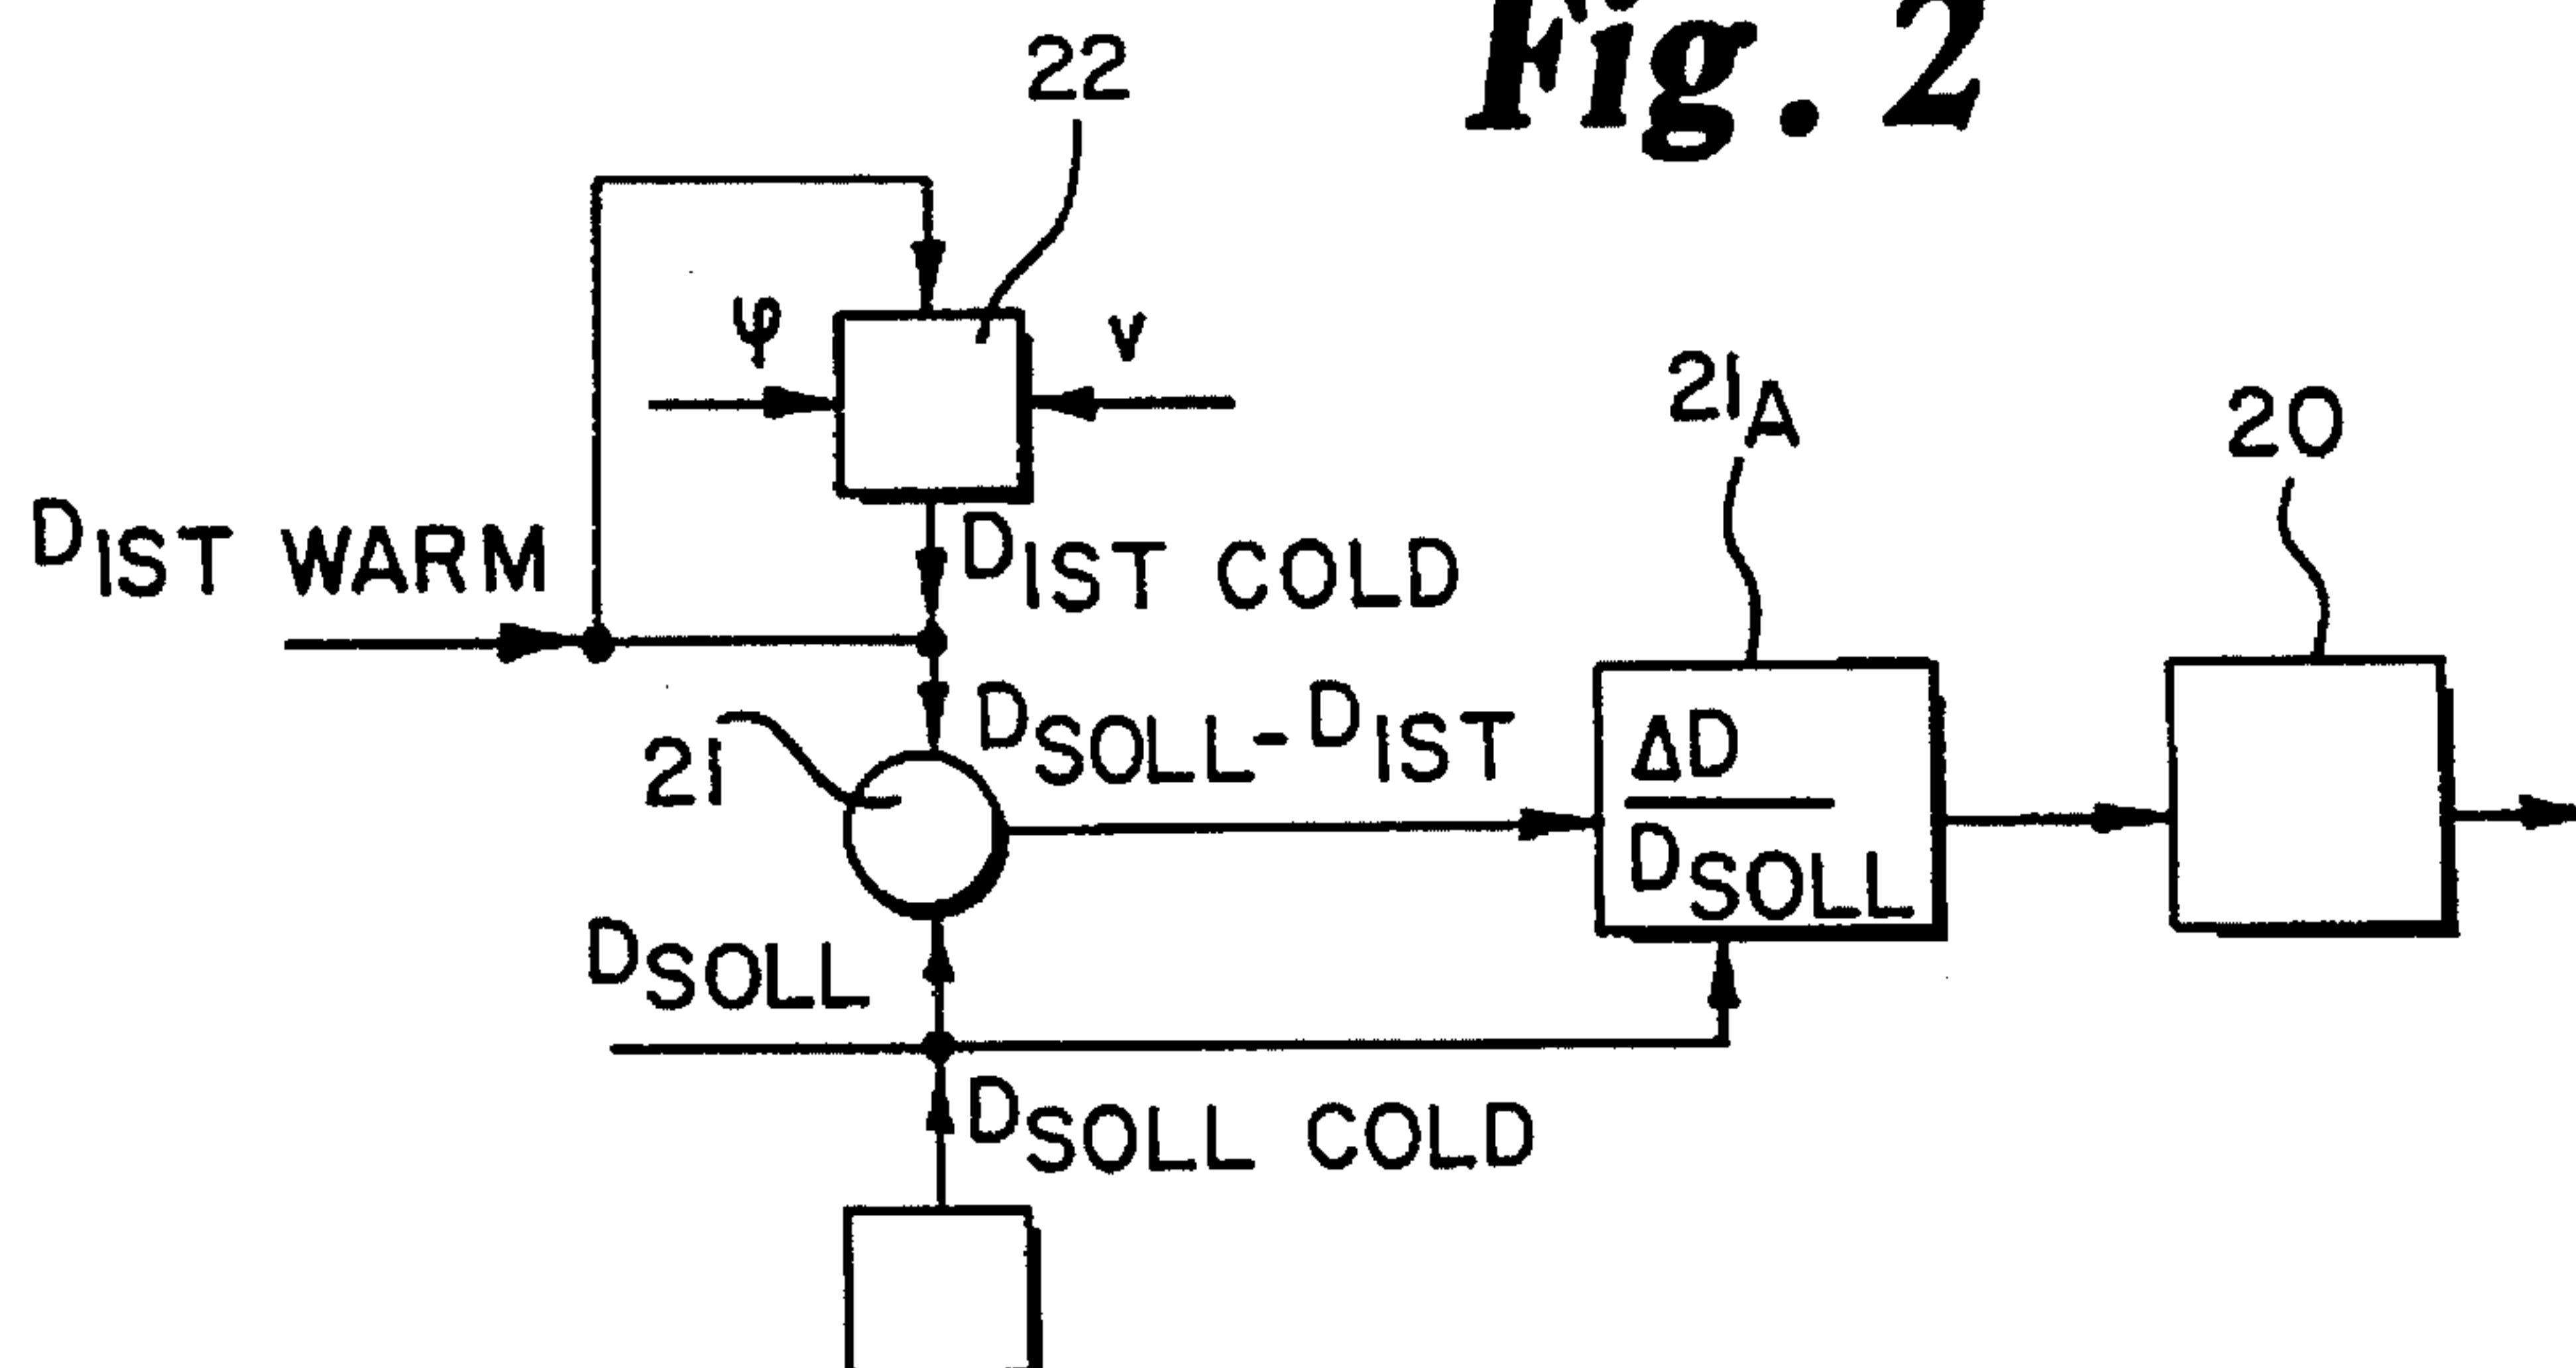 Fig. 2
22
φ
v
21A
20
DIST WARM
DIST COLD
DSOLL-DIST
21
ΔD
DSOLL
DSOLL
DSOLL COLD